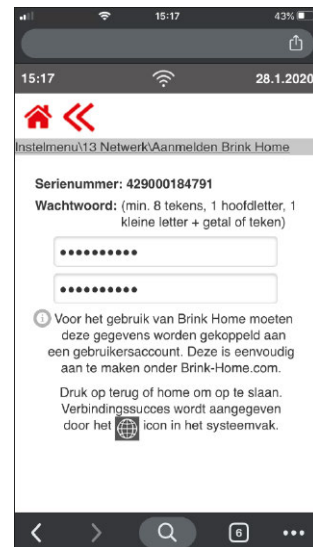 15:17
43%
15:17
28.1.2020
Instelmenu\13 Netwerk\Aanmelden Brink Home
Serienummer: 429000184791
Wachtwoord: (min. 8 tekens, 1 hoofdletter, 1
kleine letter + getal of teken)
••••••••••
••••••••••
Voor het gebruik van Brink Home moeten
deze gegevens worden gekoppeld aan
een gebruikersaccount. Deze is eenvoudig
aan te maken onder Brink-Home.com.
Druk op terug of home om op te slaan.
Verbindingssucces wordt aangegeven
door het icon in het systeemvak.
6